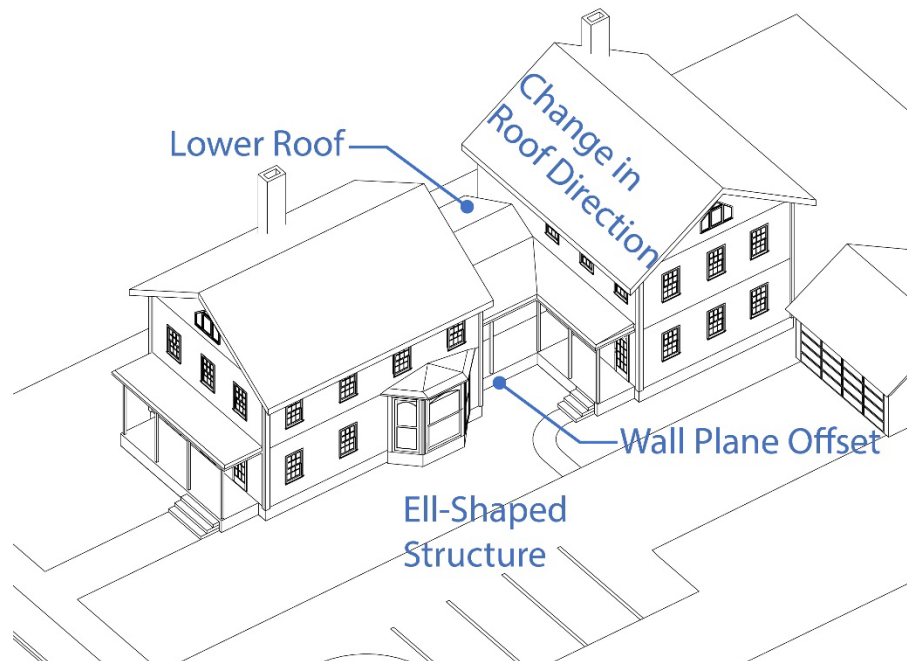 Change in
Roof Direction
Lower Roof
Wall Plane Offset
Ell-Shaped
Structure